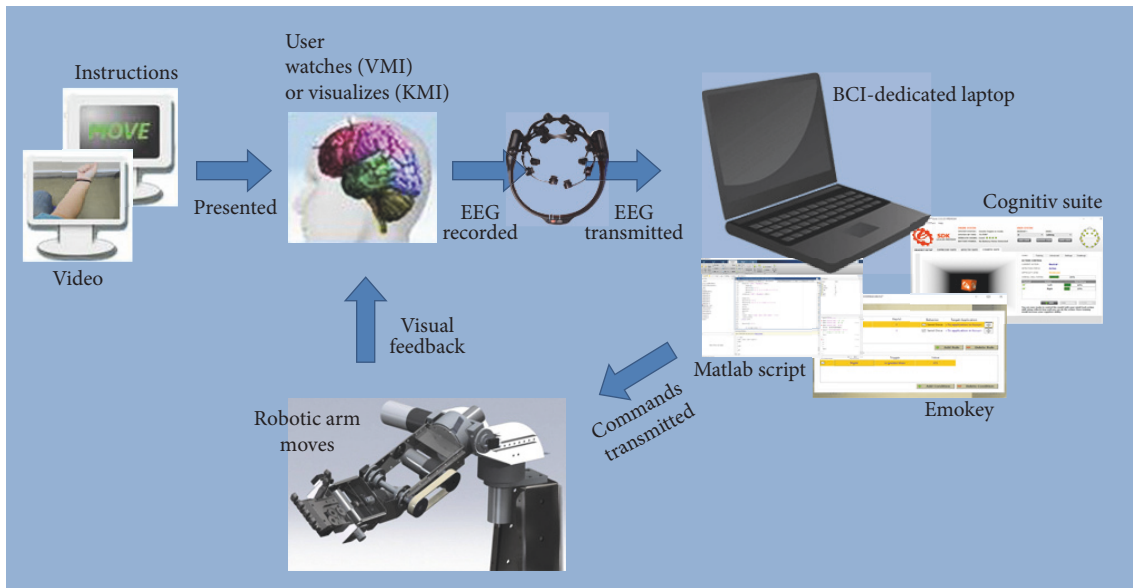 Instructions
MOVE
Video
Presented
User
watches (VMI)
or visualizes (KMI)
EEG
recorded
EEG
transmitted
BCI-dedicated laptop
Cognitiv suite
SDK
Matlab script
Emokey
Commands
transmitted
Robotic arm
moves
Visual
feedback